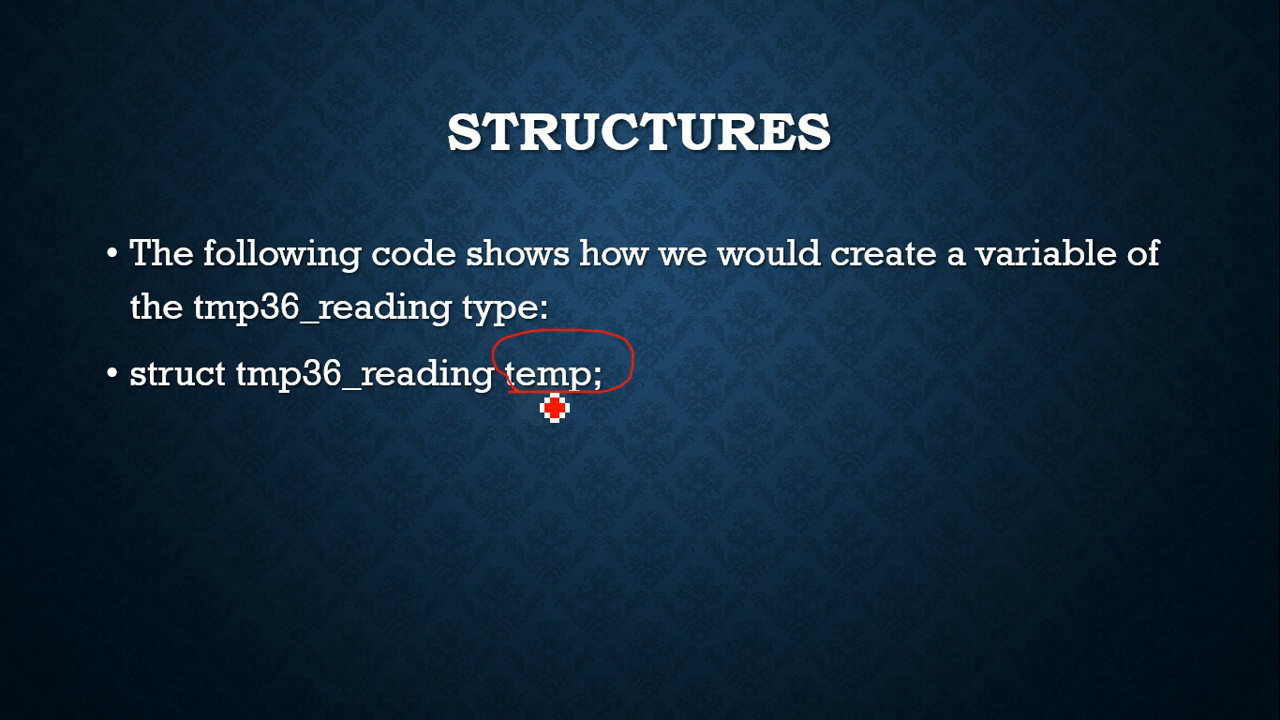 STRUCTURES
• The following code shows how we would create a variable of
the tmp36_reading type:
• struct tmp36_reading temp;